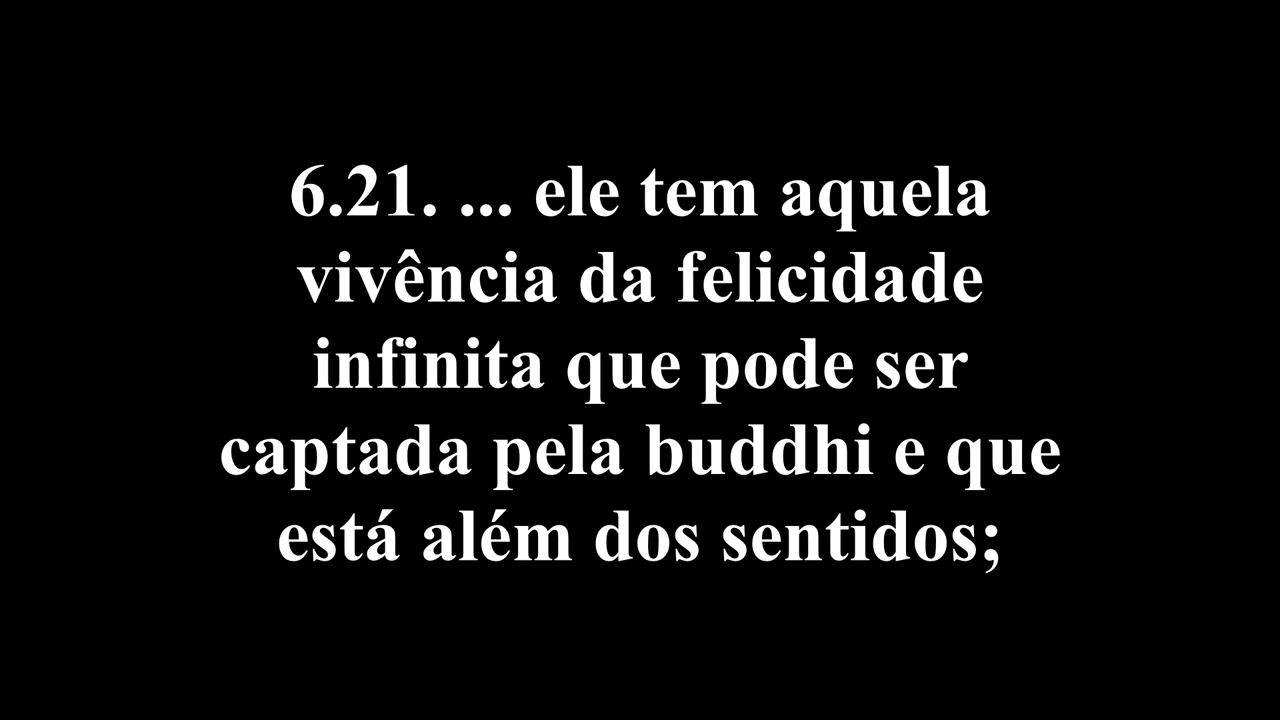 6.21. ... ele tem aquela
vivência da felicidade
infinita que pode ser
captada pela buddhi e que
está além dos sentidos;